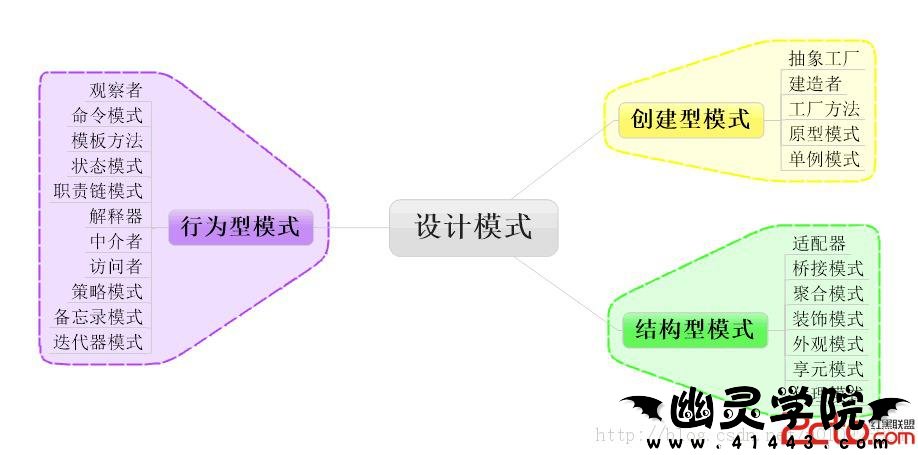 设计模式
创建型模式
抽象工厂
建造者
工厂方法
原型模式
单例模式
结构型模式
适配器
桥接模式
聚合模式
装饰模式
外观模式
享元模式
行为型模式
观察者
命令模式
模板方法
状态模式
职责链模式
解释器
中介者
访问者
策略模式
备忘录模式
迭代器模式
幽灵学院
www.41443.com
http://blog.csdn.ne
红黑联盟
.com